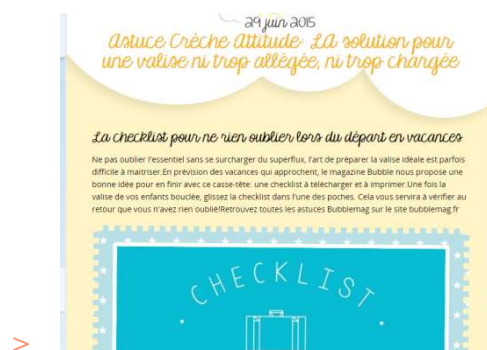 29 juin 2015
Astuce Crèche Attitude: LA solution pour
une valise ni trop allégée, ni trop chargée
La checklist pour ne rien oublier lors du départ en vacances
Ne pas oublier l'essentiel sans se surcharger du superflux, l'art de préparer la valise idéale est parfois
difficile à maitriser.En prévision des vacances qui approchent, le magazine Bubble nous propose une
bonne idée pour en finir avec ce casse-tête: une checklist à télécharger et à imprimer.Une fois la
valise de vos enfants bouclée, glissez la checklist dans l'une des poches. Cela vous servira à vérifier au
retour que vous n'avez rien oublié!Retrouvez toutes les astuces Bubblemag sur le site bubblemag.fr
CHECKLIST
>